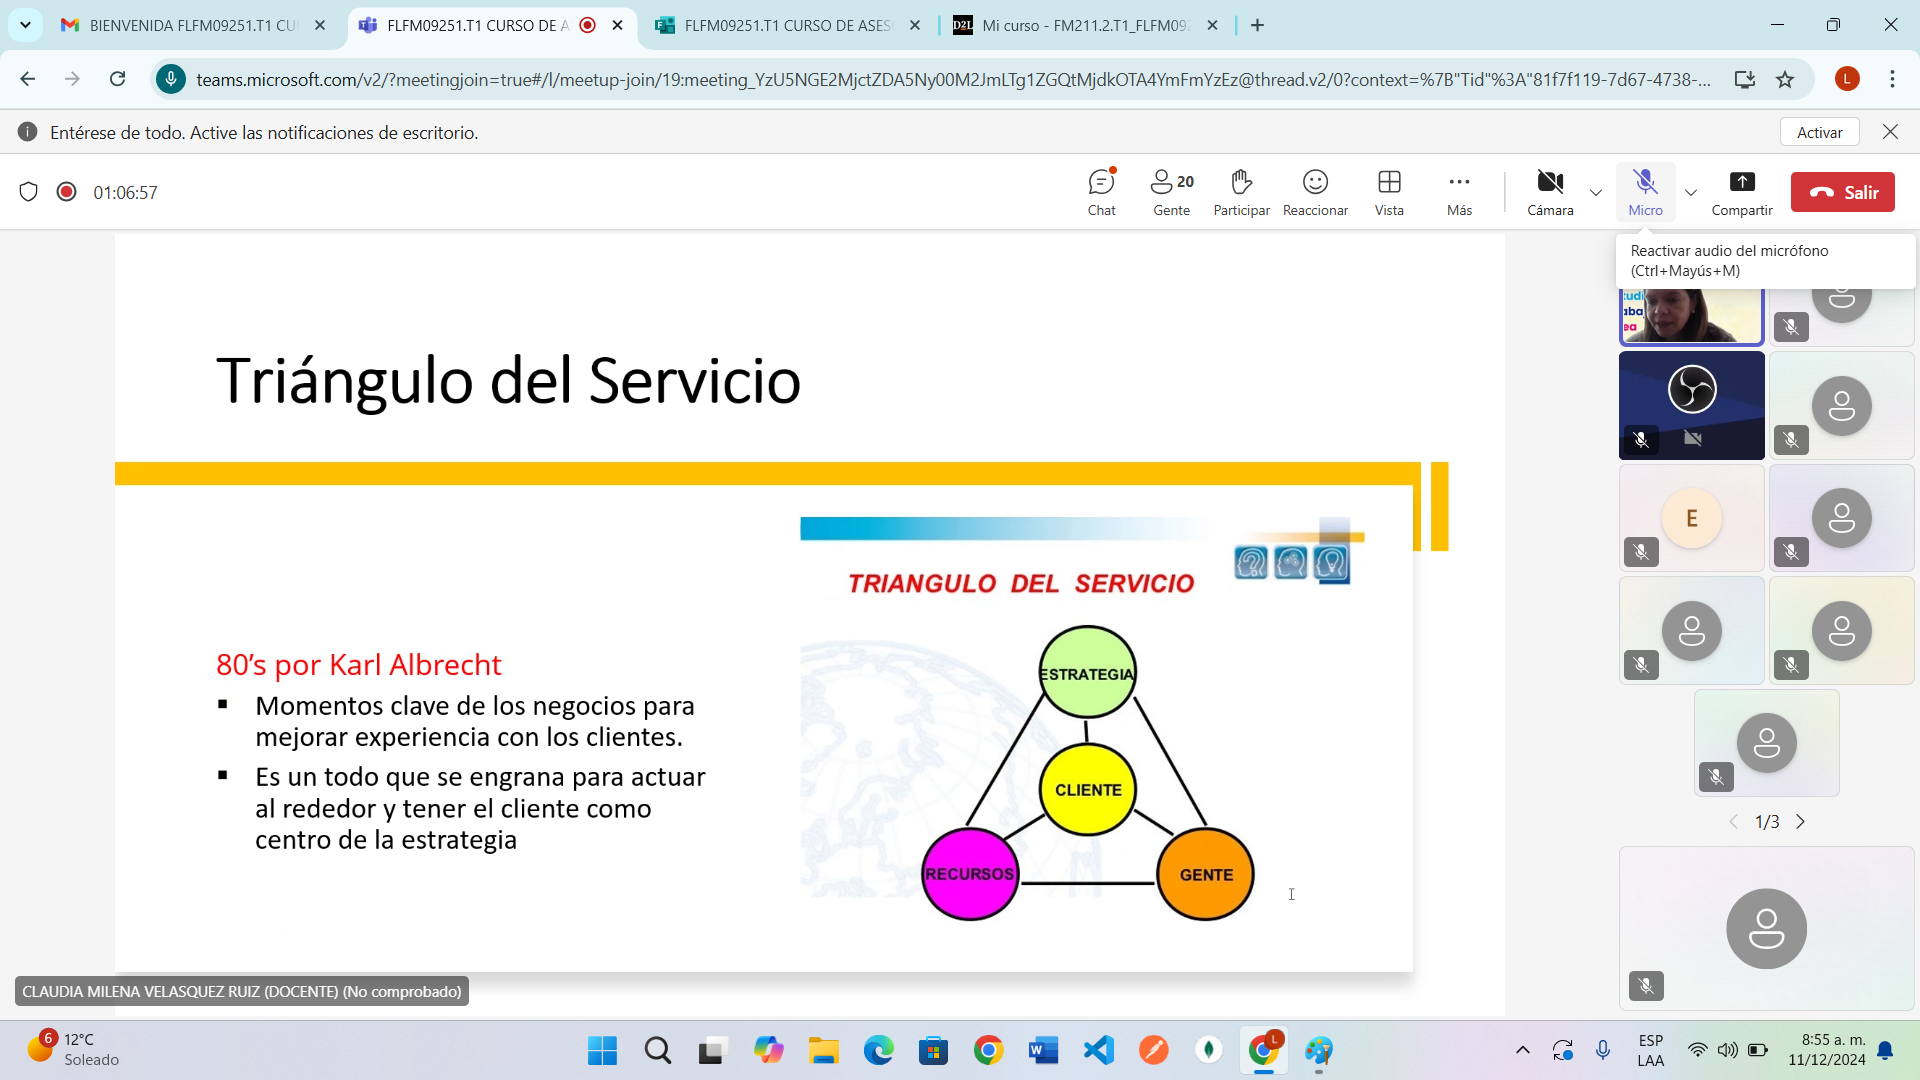 BIENVENIDA FLFM09251.T1 CU
FLFM09251.T1 CURSO DE A
FLFM09251.T1 CURSO DE ASES
D2L
Mi curso - FM211.2.T1_FLFM09
teams.microsoft.com/v2/?meetingjoin=true#/l/meetup-join/19:meeting_YzU5NGE2MjctZDA5Ny00M2JmLTg1ZGQtMjdkOTA4YmFmYzEz@thread.v2/0?context=%7B"Tid"%3A"81f7f119-7d67-4738-...
L
Entérese de todo. Active las notificaciones de escritorio.
Activar
01:06:57
20
Chat
Gente
Participar
Reaccionar
Vista
Más
Cámara
Micro
Compartir
Salir
Reactivar audio del micrófono
(Ctrl+Mayús+M)
Triángulo del Servicio
TRIANGULO DEL SERVICIO
80's por Karl Albrecht
▪ Momentos clave de los negocios para
mejorar experiencia con los clientes.
▪ Es un todo que se engrana para actuar
al rededor y tener el cliente como
centro de la estrategia
ESTRATEGIA
CLIENTE
RECURSOS
GENTE
E
1/3
CLAUDIA MILENA VELASQUEZ RUIZ (DOCENTE) (No comprobado)
6
12°C
Soleado
L
ESP
LAA
8:55 a. m.
11/12/2024